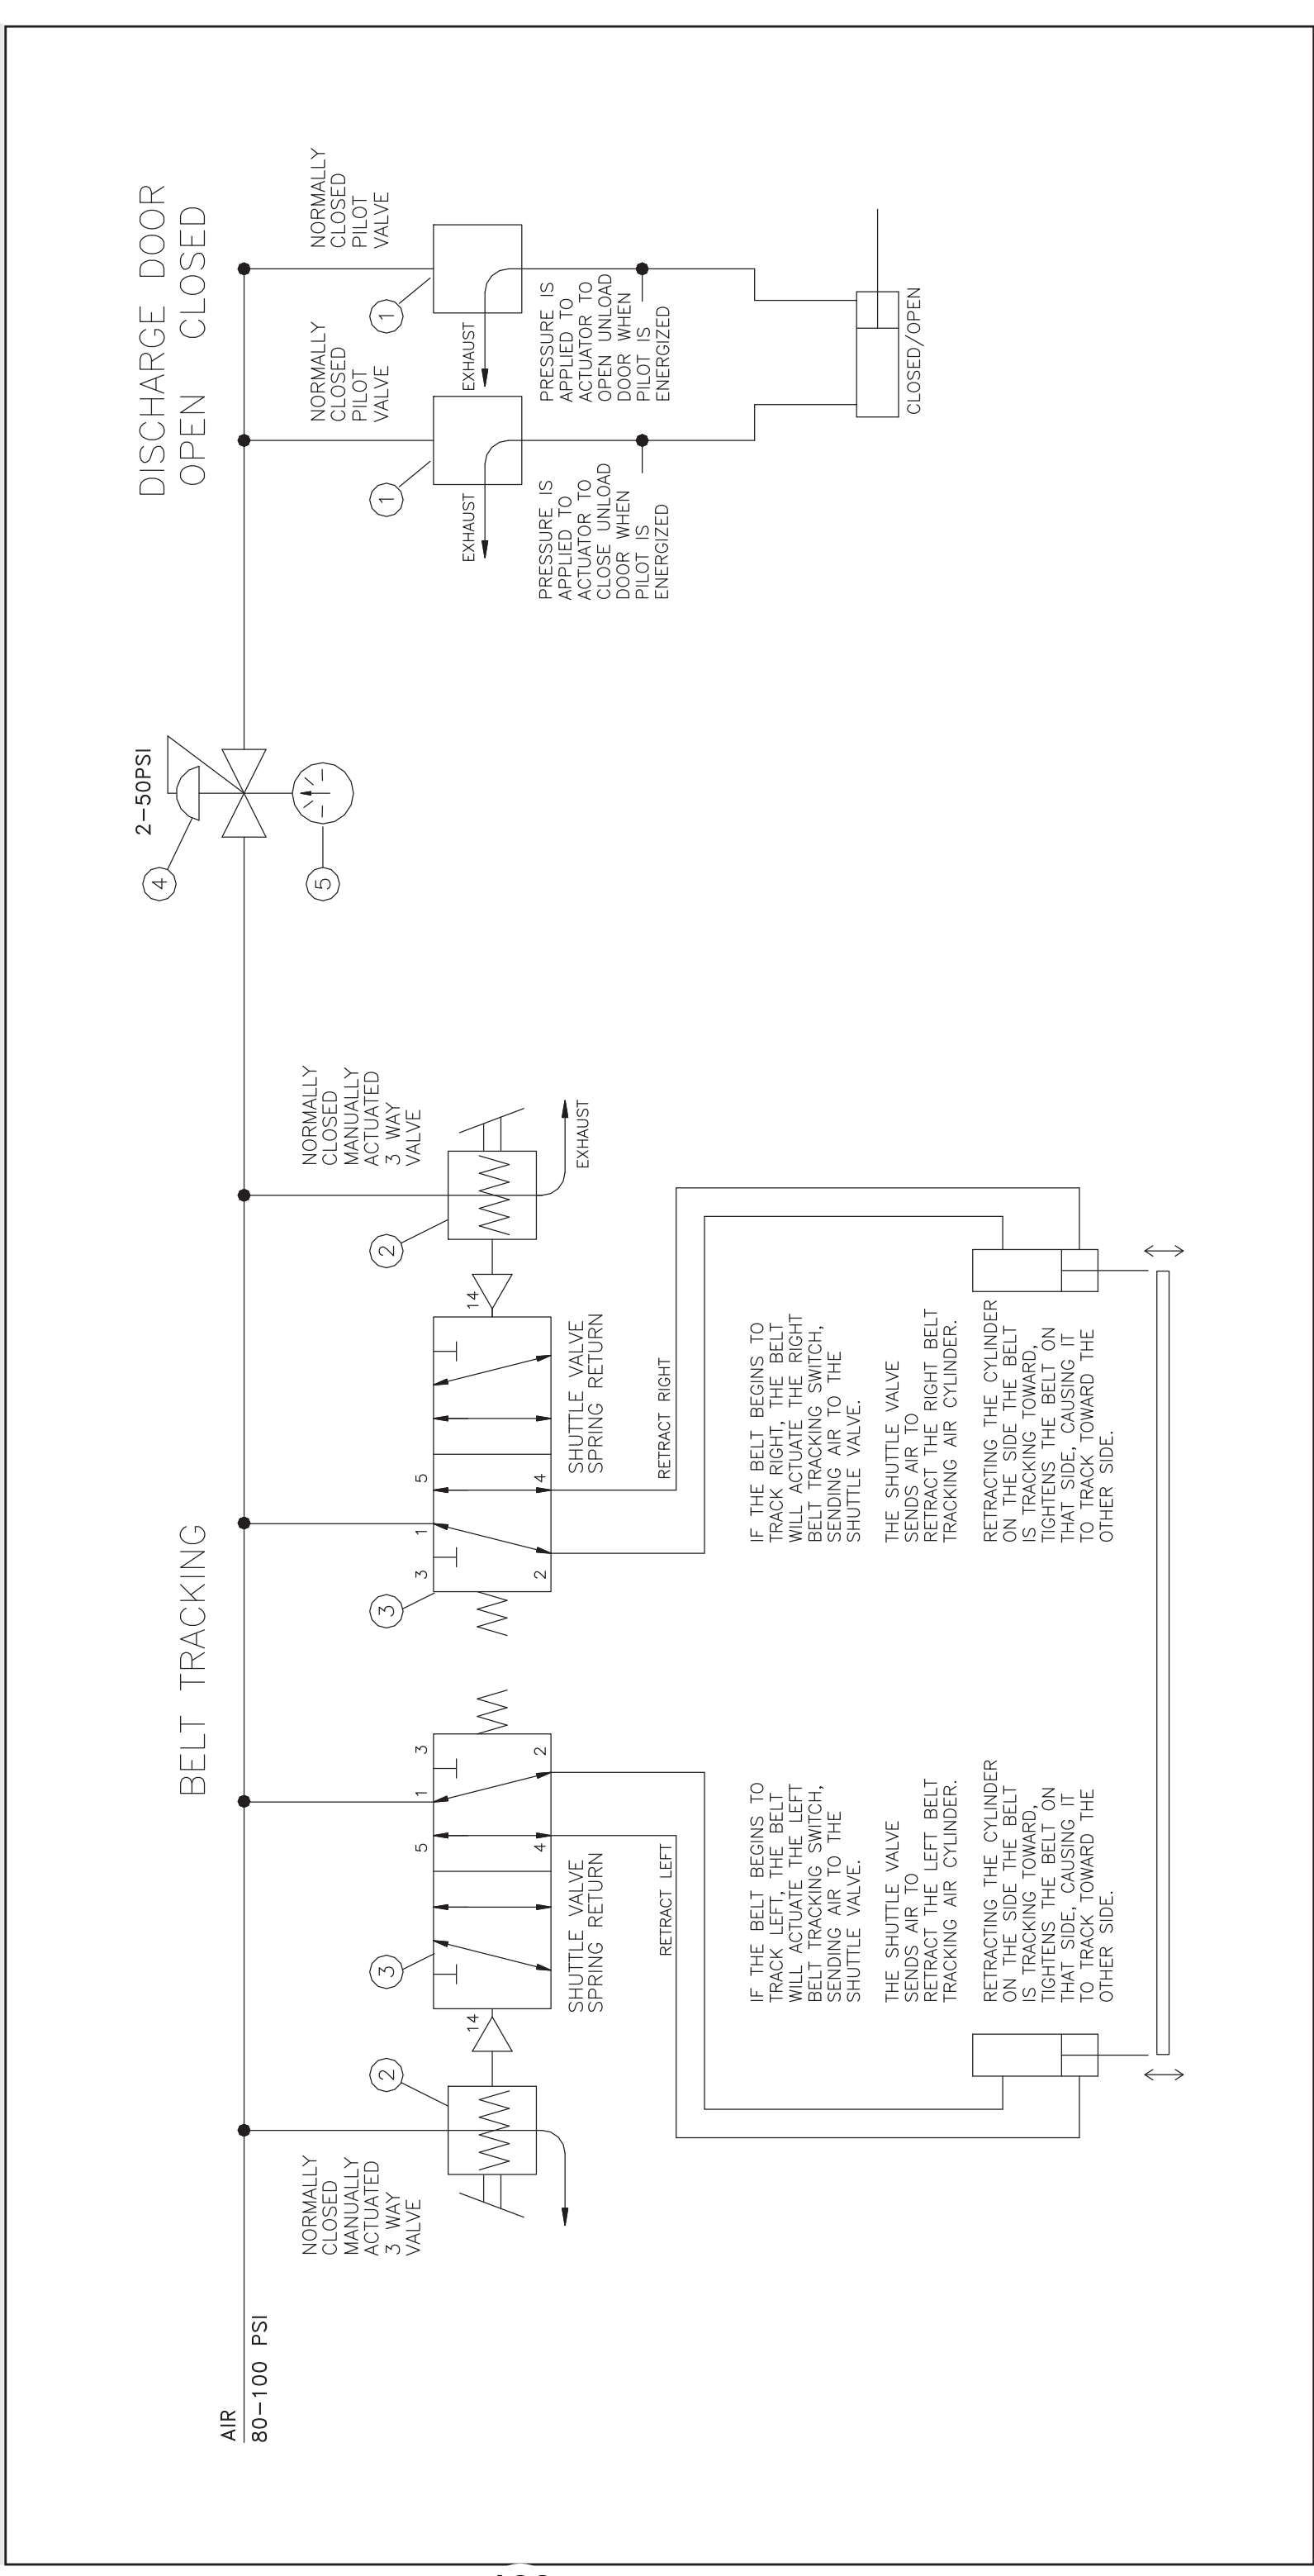 BELT TRACKING
DISCHARGE DOOR
OPEN CLOSED
AIR
80-100 PSI
NORMALLY
CLOSED
MANUALLY
ACTUATED
3 WAY
VALVE
2
14
3
5
1
3
4
2
SHUTTLE VALVE
SPRING RETURN
RETRACT LEFT
IF THE BELT BEGINS TO
TRACK LEFT, THE BELT
WILL ACTUATE THE LEFT
BELT TRACKING SWITCH,
SENDING AIR TO THE
SHUTTLE VALVE.
THE SHUTTLE VALVE
SENDS AIR TO
RETRACT THE LEFT BELT
TRACKING AIR CYLINDER.
RETRACTING THE CYLINDER
ON THE SIDE THE BELT
IS TRACKING TOWARD,
TIGHTENS THE BELT ON
THAT SIDE, CAUSING IT
TO TRACK TOWARD THE
OTHER SIDE.
3
3
1
5
2
4
14
SHUTTLE VALVE
SPRING RETURN
RETRACT RIGHT
IF THE BELT BEGINS TO
TRACK RIGHT, THE BELT
WILL ACTUATE THE RIGHT
BELT TRACKING SWITCH,
SENDING AIR TO THE
SHUTTLE VALVE.
THE SHUTTLE VALVE
SENDS AIR TO
RETRACT THE RIGHT BELT
TRACKING AIR CYLINDER.
RETRACTING THE CYLINDER
ON THE SIDE THE BELT
IS TRACKING TOWARD,
TIGHTENS THE BELT ON
THAT SIDE, CAUSING IT
TO TRACK TOWARD THE
OTHER SIDE.
NORMALLY
CLOSED
MANUALLY
ACTUATED
3 WAY
VALVE
2
EXHAUST
2-50PSI
4
5
NORMALLY
CLOSED
PILOT
VALVE
1
EXHAUST
PRESSURE IS
APPLIED TO
ACTUATOR TO
CLOSE UNLOAD
DOOR WHEN
PILOT IS
ENERGIZED
NORMALLY
CLOSED
PILOT
VALVE
1
EXHAUST
PRESSURE IS
APPLIED TO
ACTUATOR TO
OPEN UNLOAD
DOOR WHEN
PILOT IS
ENERGIZED
CLOSED/OPEN